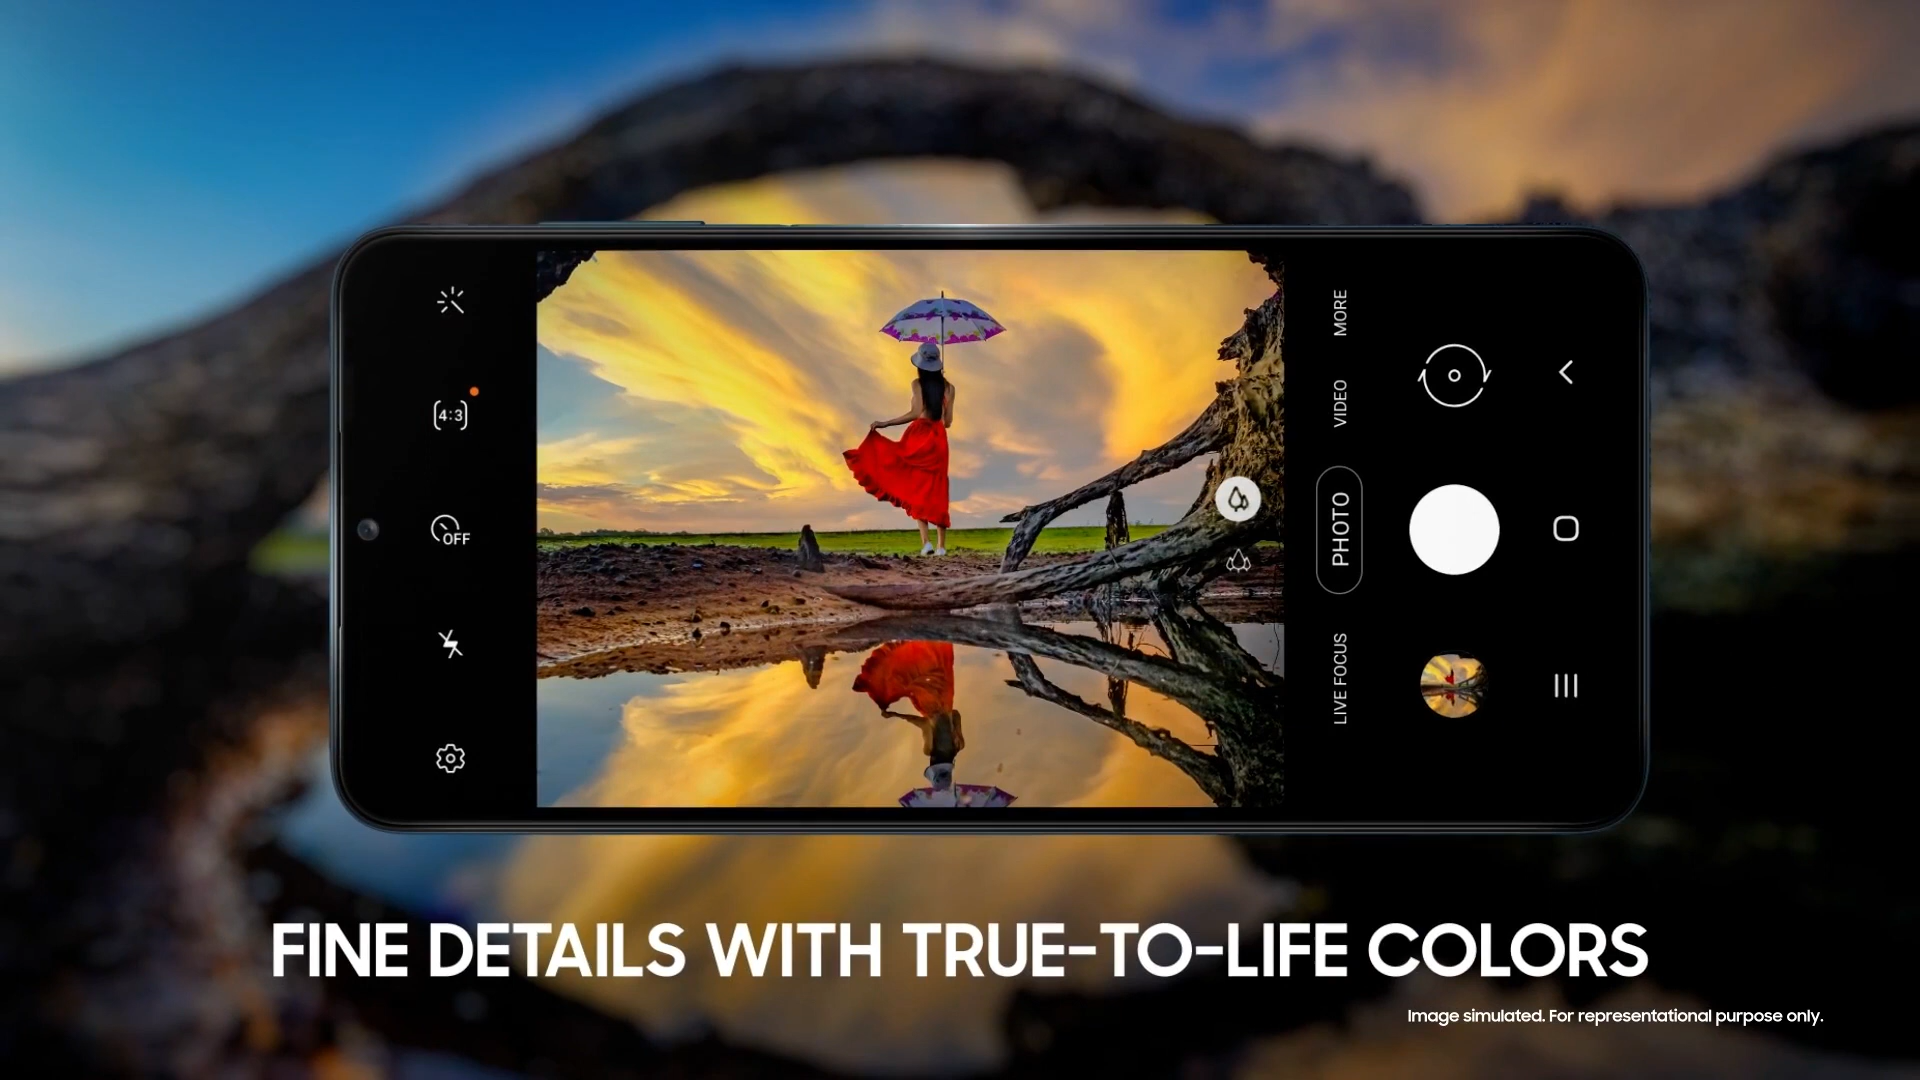 4:3
OFF
MORE
VIDEO
PHOTO
LIVE FOCUS
FINE DETAILS WITH TRUE-TO-LIFE COLORS
Image simulated. For representational purpose only.